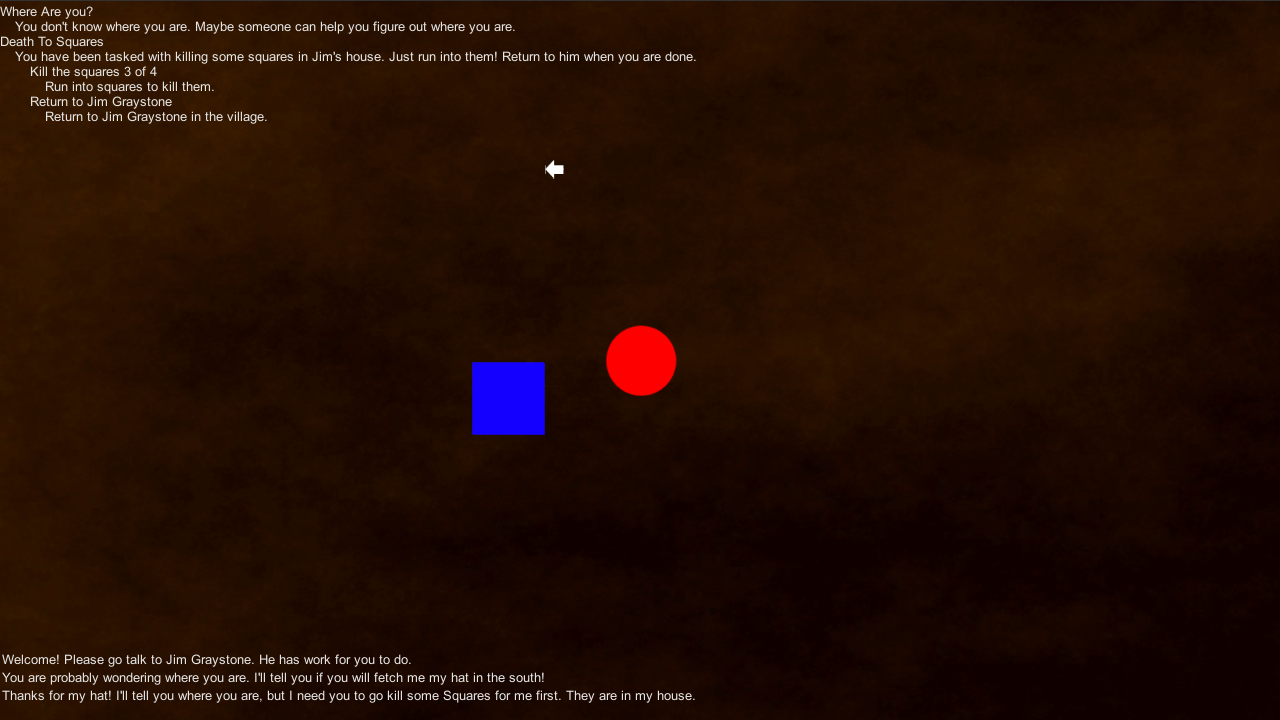 Where Are you?
You don't know where you are. Maybe someone can help you figure out where you are.
Death To Squares
You have been tasked with killing some squares in Jim's house. Just run into them! Return to him when you are done.
Kill the squares 3 of 4
Run into squares to kill them.
Return to Jim Graystone
Return to Jim Graystone in the village.
Welcome! Please go talk to Jim Graystone. He has work for you to do.
You are probably wondering where you are. I'll tell you if you will fetch me my hat in the south!
Thanks for my hat! I'll tell you where you are, but I need you to go kill some Squares for me first. They are in my house.